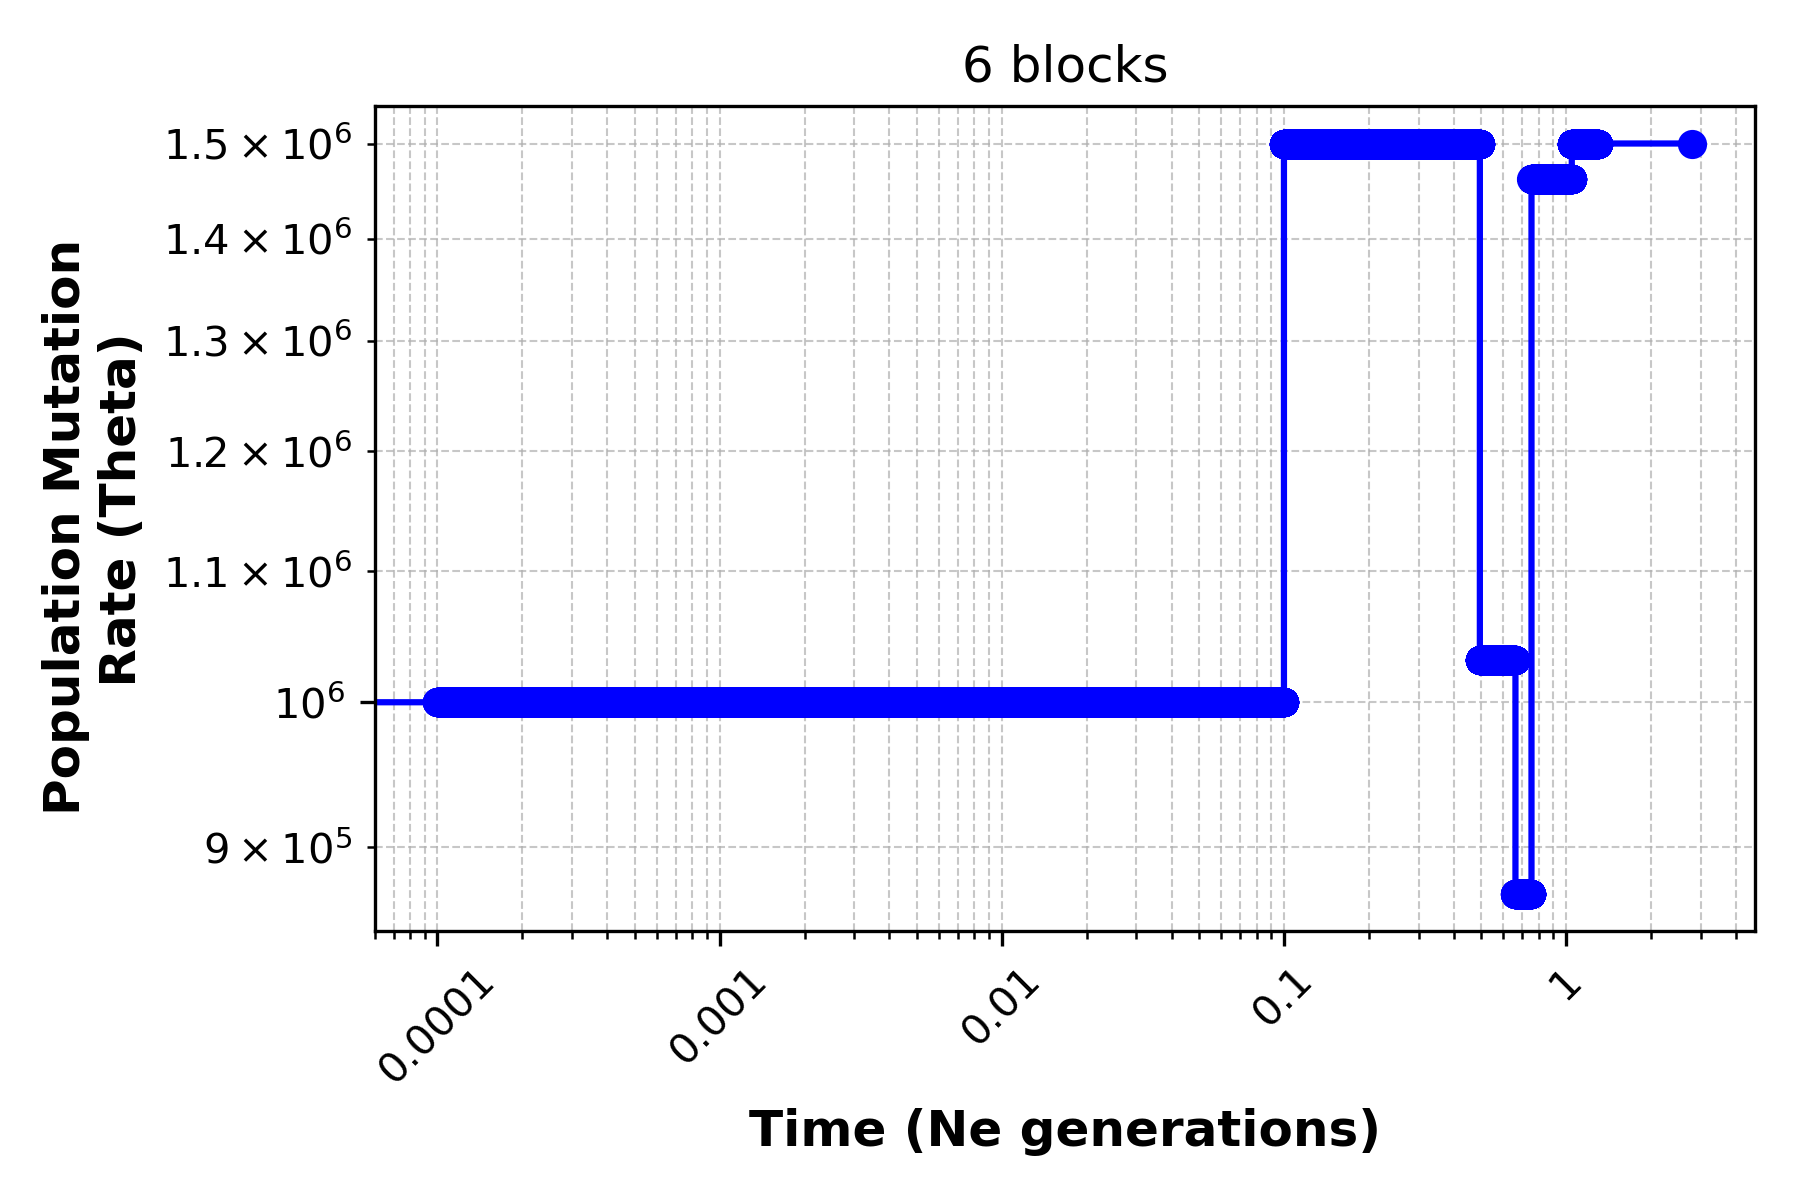 6 blocks
Population Mutation
Rate (Theta)
1.5 × 10⁶
1.4 × 10⁶
1.3 × 10⁶
1.2 × 10⁶
1.1 × 10⁶
10⁶
9 × 10⁵
0.0001
0.001
0.01
0.1
1
Time (Ne generations)